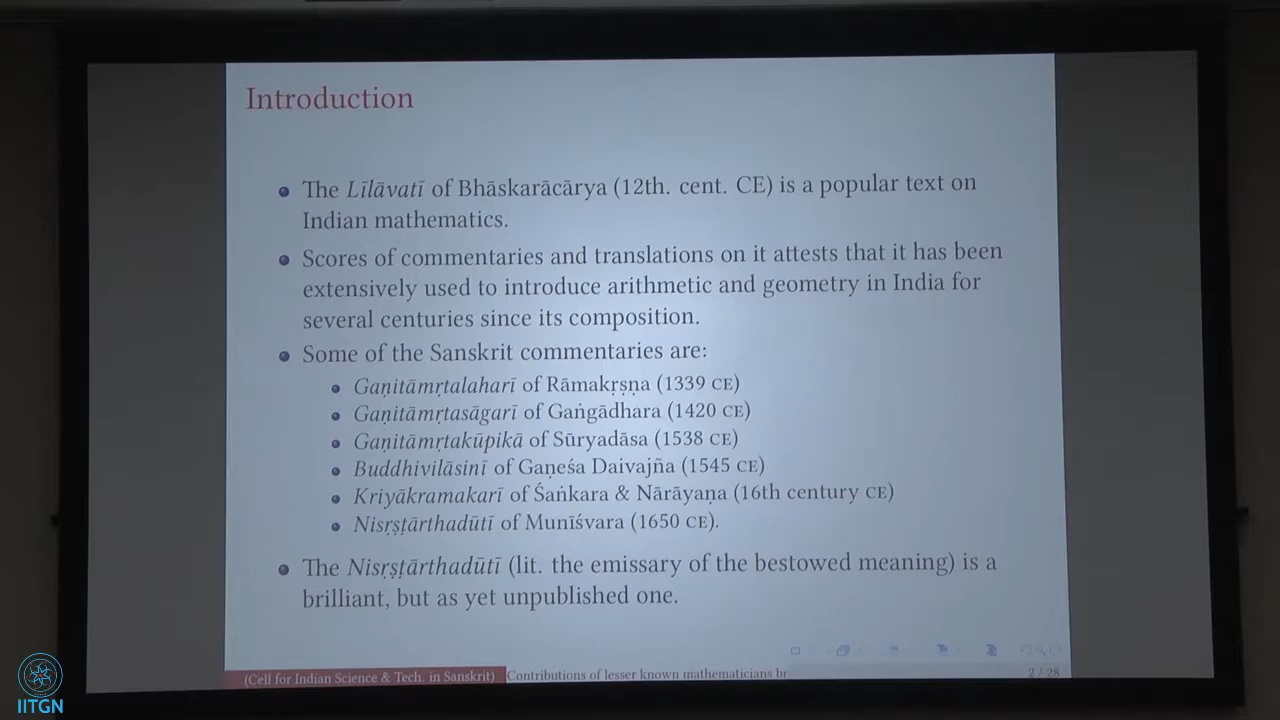 Introduction
The Līlāvatī of Bhāskarācārya (12th. cent. CE) is a popular text on
Indian mathematics.
Scores of commentaries and translations on it attests that it has been
extensively used to introduce arithmetic and geometry in India for
several centuries since its composition.
Some of the Sanskrit commentaries are:
Gaṇitāmṛtalaharī of Rāmakṛṣṇa (1339 CE)
Gaṇitāmṛtasāgarī of Gaṅgādhara (1420 CE)
Gaṇitāmṛtakūpikā of Sūryadāsa (1538 CE)
Buddhivilāsinī of Gaṇeśa Daivajña (1545 CE)
Kriyākramakarī of Śaṅkara & Nārāyaṇa (16th century CE)
Nisṛṣṭārthadūtī of Munīśvara (1650 CE).
The Nisṛṣṭārthadūtī (lit. the emissary of the bestowed meaning) is a
brilliant, but as yet unpublished one.
(Cell for Indian Science & Tech. in Sanskrit) Contributions of lesser known mathematicians br 2 / 28
IITGN